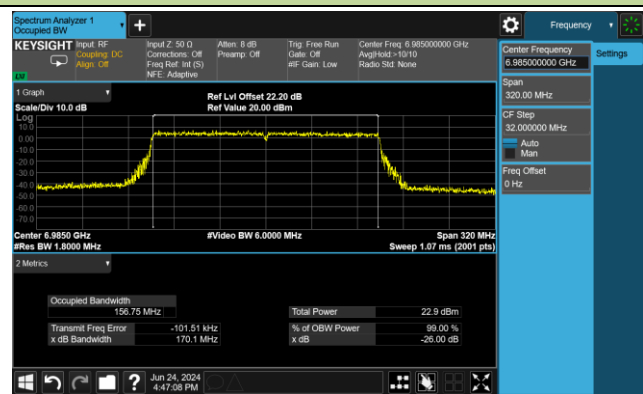 Spectrum Analyzer 1
Occupied BW
Frequency
KEYSIGHT
Input: RF
Coupling: DC
Align: Off
Input Z: 50 Ω
Corrections: Off
Freq Ref: Int (S)
NFE: Adaptive
Atten: 8 dB
Preamp: Off
Trig: Free Run
Gate: Off
#IF Gain: Low
Center Freq: 6.985000000 GHz
Avg|Hold:>10/10
Radio Std: None
LW
Center Frequency
6.985000000 GHz
Settings
Span
320.00 MHz
CF Step
32.000000 MHz
Auto
Man
Freq Offset
0 Hz
1 Graph
Scale/Div 10.0 dB
Ref Lvl Offset 22.20 dB
Ref Value 20.00 dBm
Log
10.0
0.00
-10.0
-20.0
-30.0
-40.0
-50.0
-60.0
-70.0
Center 6.9850 GHz
#Video BW 6.0000 MHz
Span 320 MHz
#Res BW 1.8000 MHz
Sweep 1.07 ms (2001 pts)
2 Metrics
Occupied Bandwidth
156.75 MHz
Total Power 22.9 dBm
Transmit Freq Error -101.51 kHz
% of OBW Power 99.00 %
x dB Bandwidth 170.1 MHz
x dB -26.00 dB
?
Jun 24, 2024
4:47:08 PM